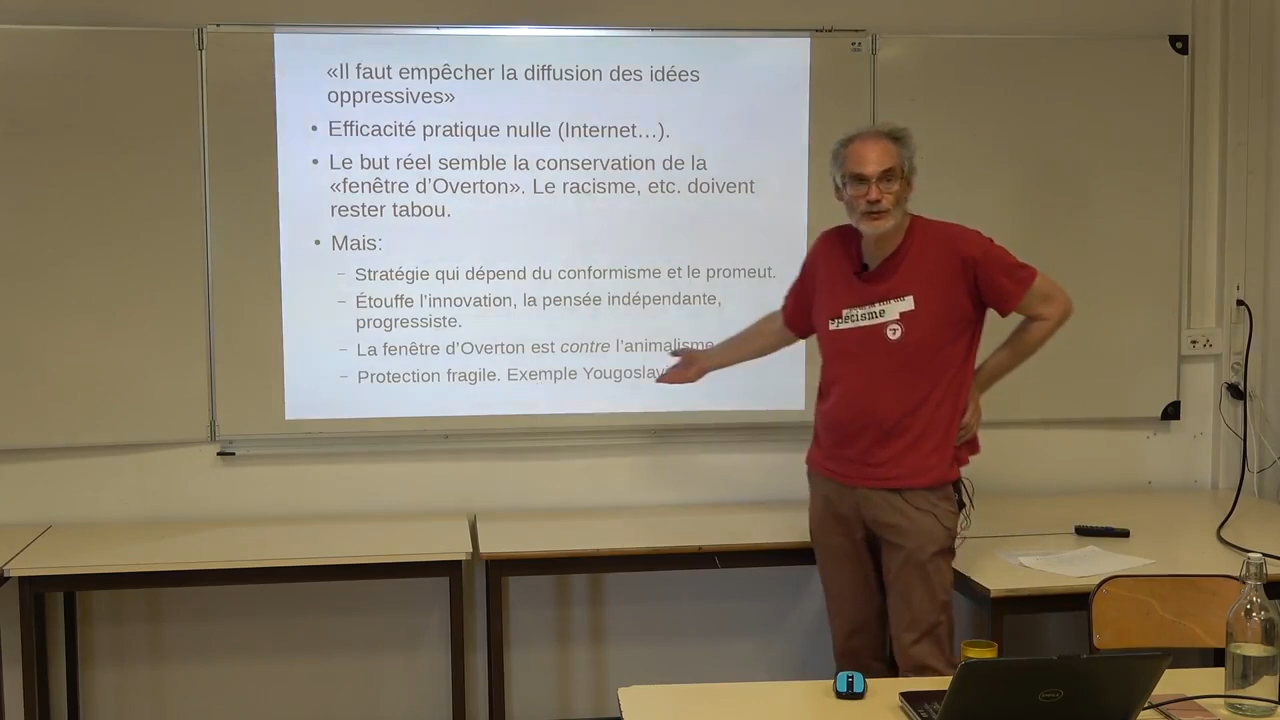 «Il faut empêcher la diffusion des idées
oppressives»
• Efficacité pratique nulle (Internet…).
• Le but réel semble la conservation de la
«fenêtre d’Overton». Le racisme, etc. doivent
rester tabou.
• Mais:
– Stratégie qui dépend du conformisme et le promeut.
– Étouffe l’innovation, la pensée indépendante,
progressiste.
– La fenêtre d’Overton est contre l’animalisme
– Protection fragile. Exemple
spécisme
DELL